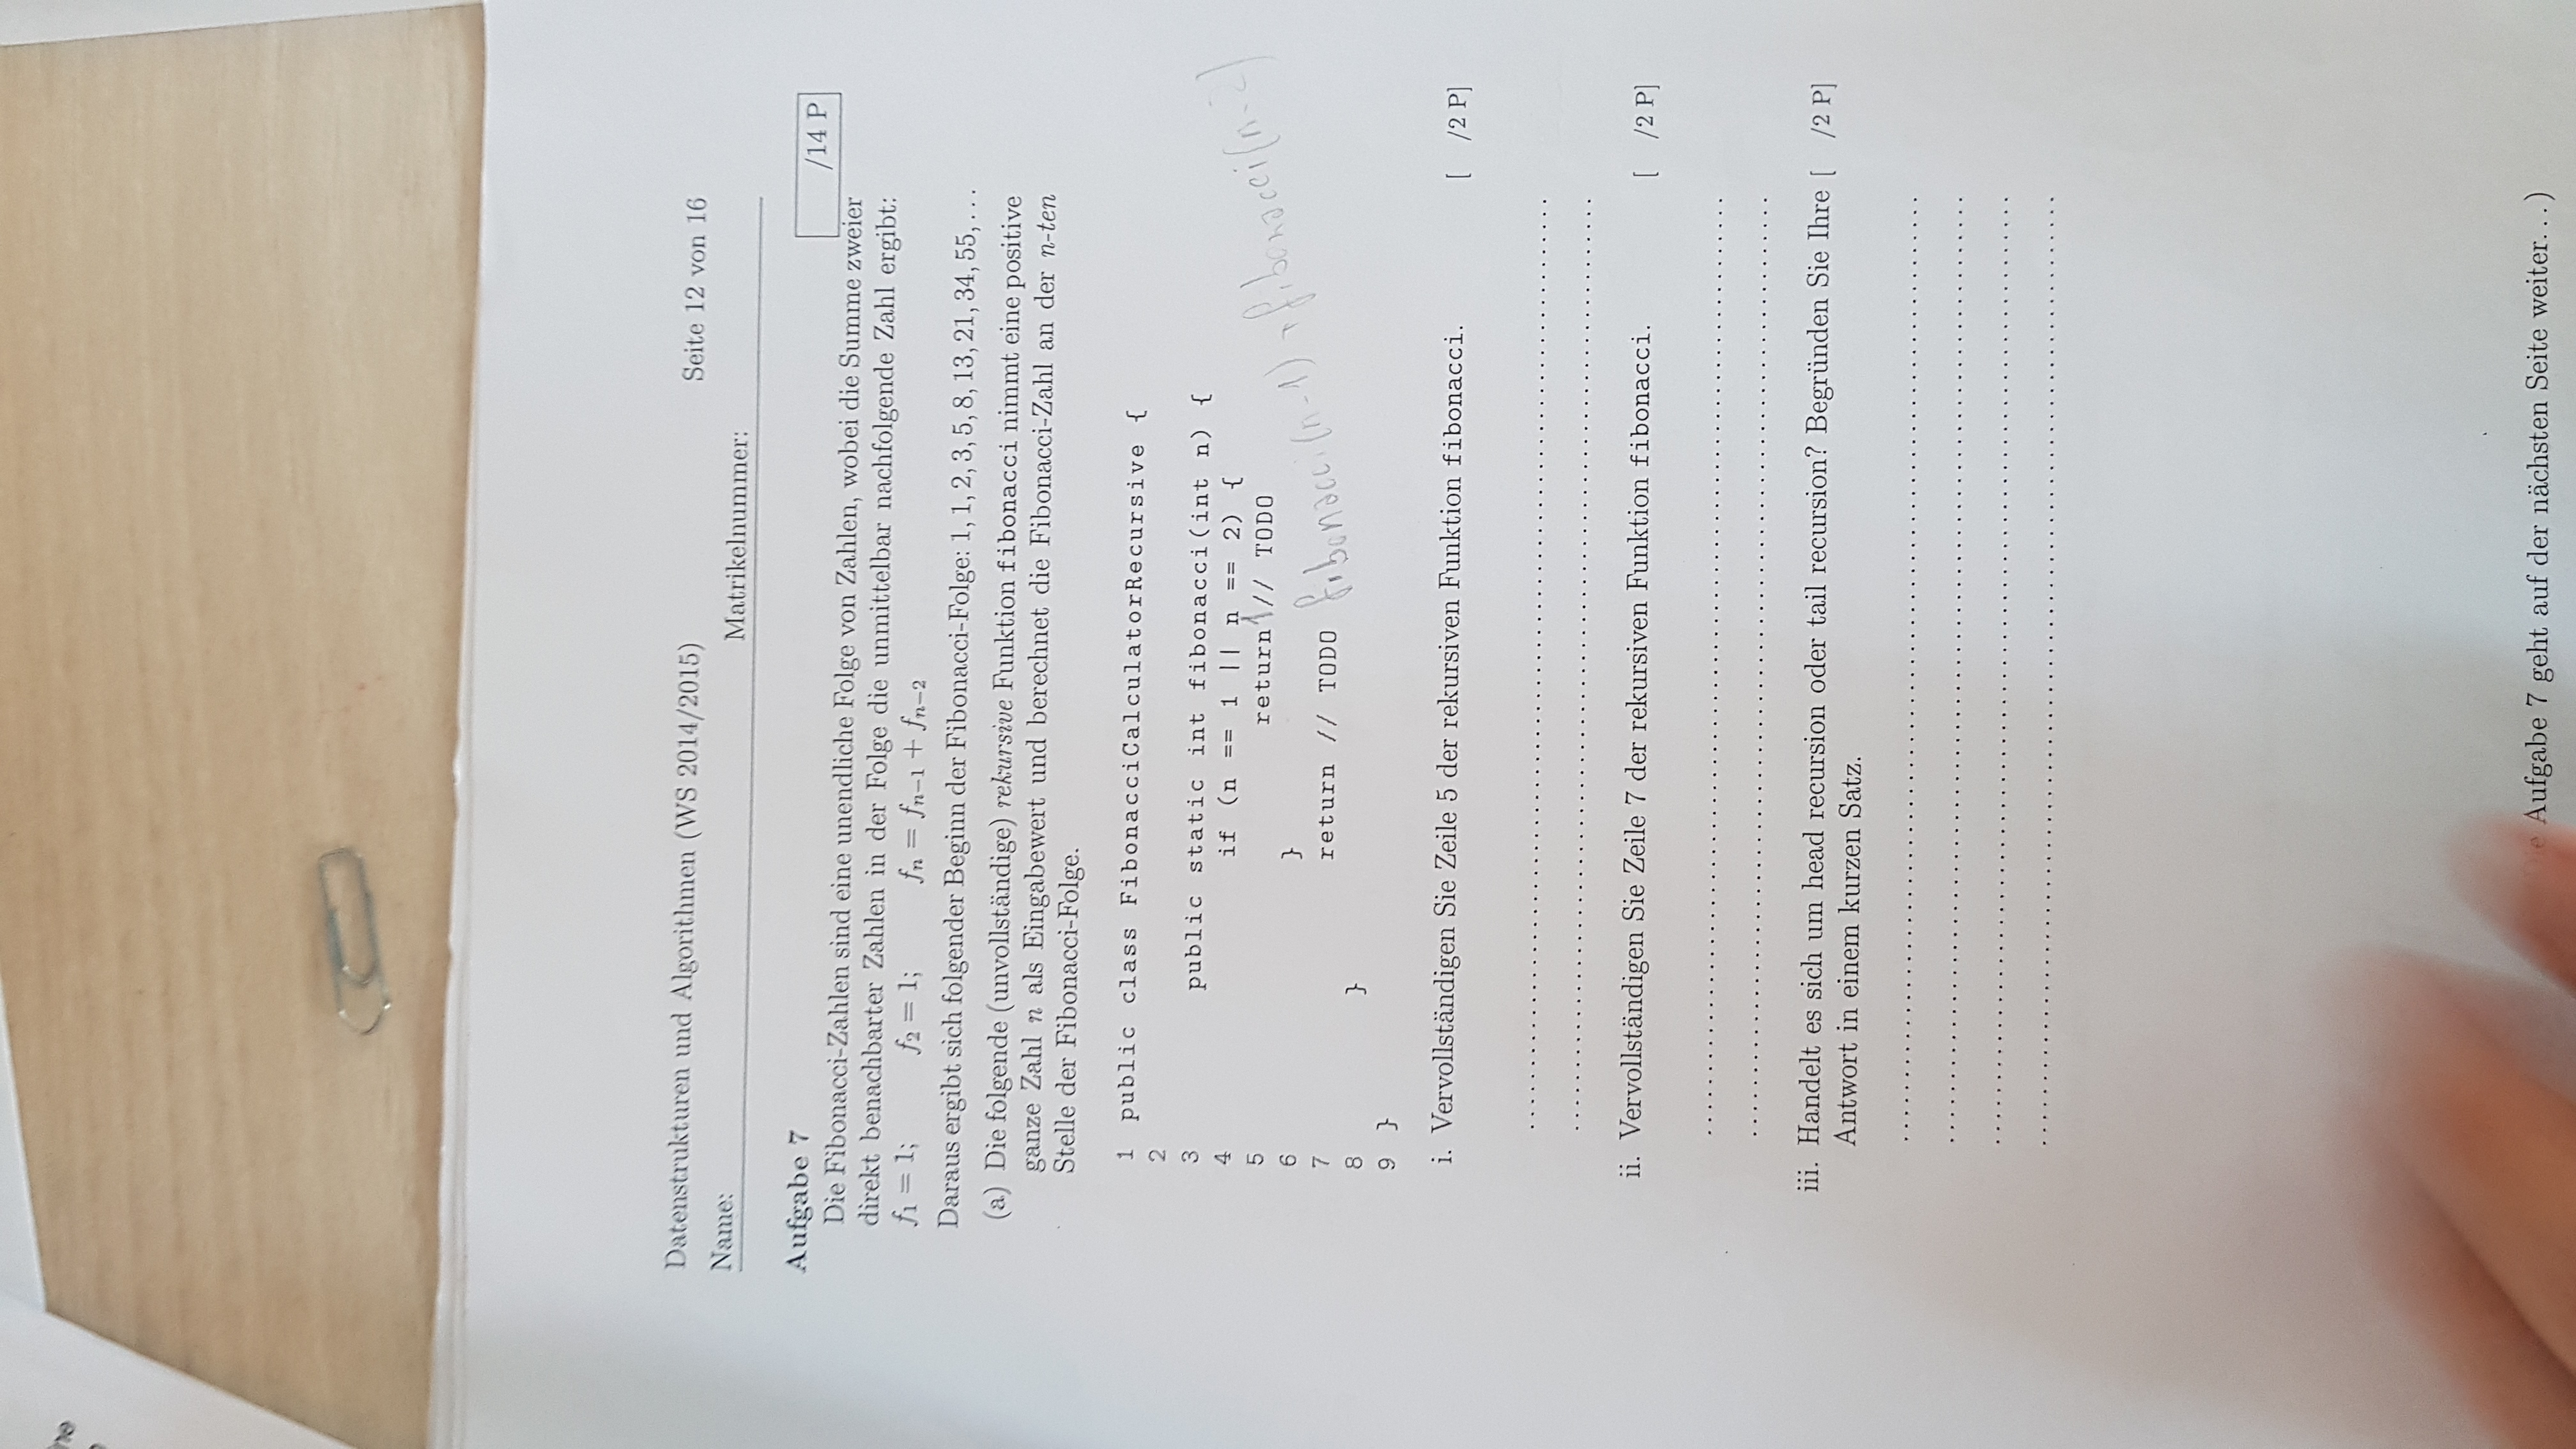 Datenstrukturen und Algorithmen (WS 2014/2015) Seite 12 von 16
Name: Matrikelnummer:
Aufgabe 7 /14 P
Die Fibonacci-Zahlen sind eine unendliche Folge von Zahlen, wobei die Summe zweier
direkt benachbarter Zahlen in der Folge die unmittelbar nachfolgende Zahl ergibt:
f₁ = 1; f₂ = 1; fₙ = fₙ₋₁ + fₙ₋₂
Daraus ergibt sich folgender Beginn der Fibonacci-Folge: 1, 1, 2, 3, 5, 8, 13, 21, 34, 55, ...
(a) Die folgende (unvollständige) rekursive Funktion fibonacci nimmt eine positive
ganze Zahl n als Eingabewert und berechnet die Fibonacci-Zahl an der n-ten
Stelle der Fibonacci-Folge.
1 public class FibonacciCalculatorRecursive {
2
3 public static int fibonacci(int n) {
4 if (n == 1 || n == 2) {
5 return 1 // TODO
6 }
7 return // TODO fibonacci(n-1) + fibonacci(n-2)
8 }
9 }
i. Vervollständigen Sie Zeile 5 der rekursiven Funktion fibonacci. [ /2 P]
ii. Vervollständigen Sie Zeile 7 der rekursiven Funktion fibonacci. [ /2 P]
iii. Handelt es sich um head recursion oder tail recursion? Begründen Sie Ihre [ /2 P]
Antwort in einem kurzen Satz.
Aufgabe 7 geht auf der nächsten Seite weiter...)